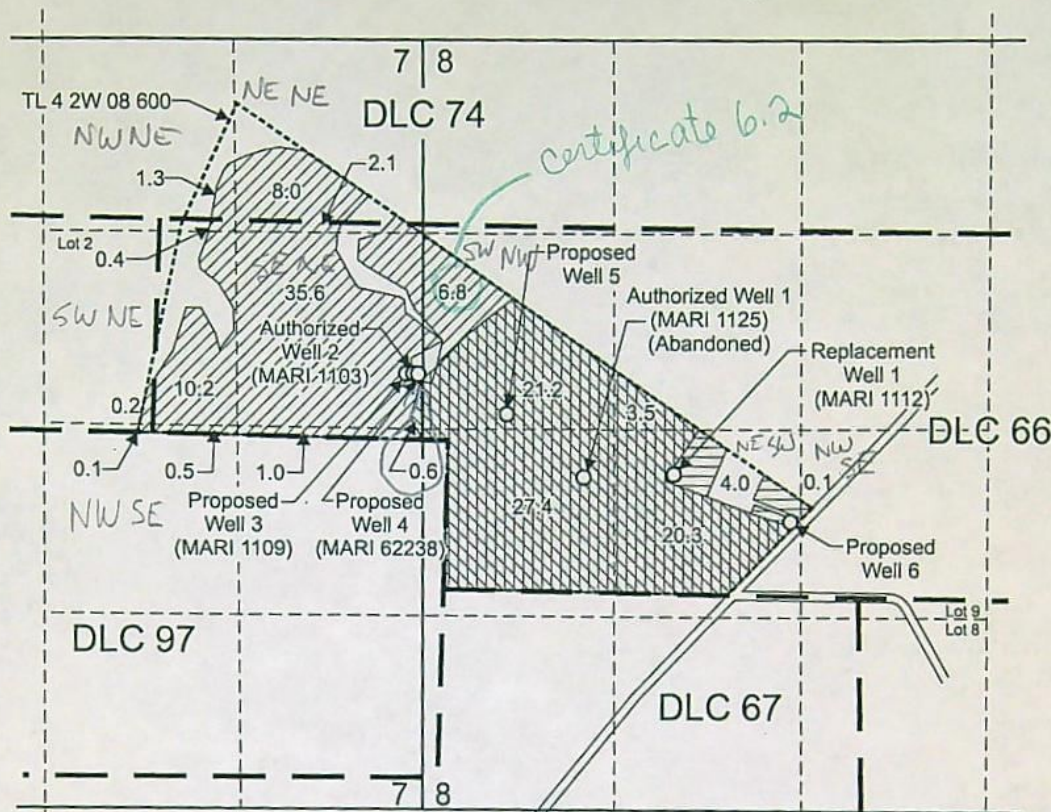 7 8
TL 4 2W 08 600
NE NE
DLC 74
NW NE
certificate 6.2
1.3
8.0
2.1
Lot 2
0.4
SE NE
35.6
SW NW
6.8
Proposed
Well 5
SW NE
Authorized
Well 2
(MARI 1103)
Authorized Well 1
(MARI 1125)
(Abandoned)
Replacement
Well 1
(MARI 1112)
10.2
0.2
21.2
3.5
DLC 66
NE SW
NW
SE
0.1
0.5
1.0
0.6
4.0
0.1
NW SE
Proposed
Well 3
(MARI 1109)
Proposed
Well 4
(MARI 62238)
27.4
20.3
Proposed
Well 6
Lot 9
Lot 8
DLC 97
DLC 67
7 8